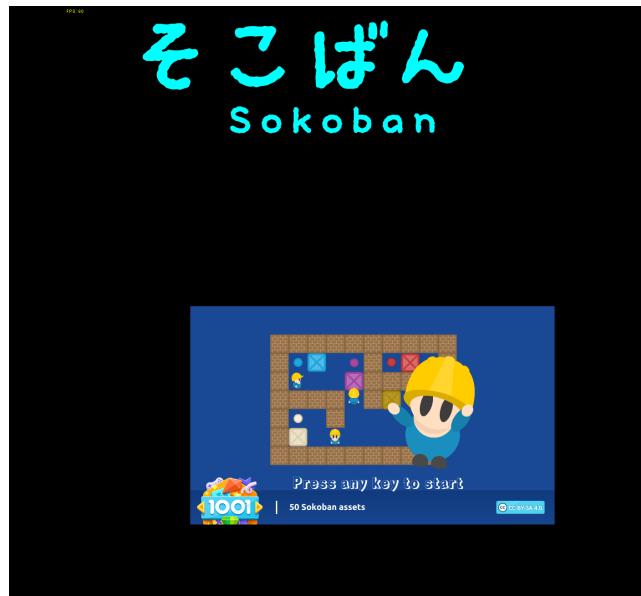 FPS: 60
そこばん
Sokoban
Press any key to start
1001
50 Sokoban assets
CC-BY-SA 4.0